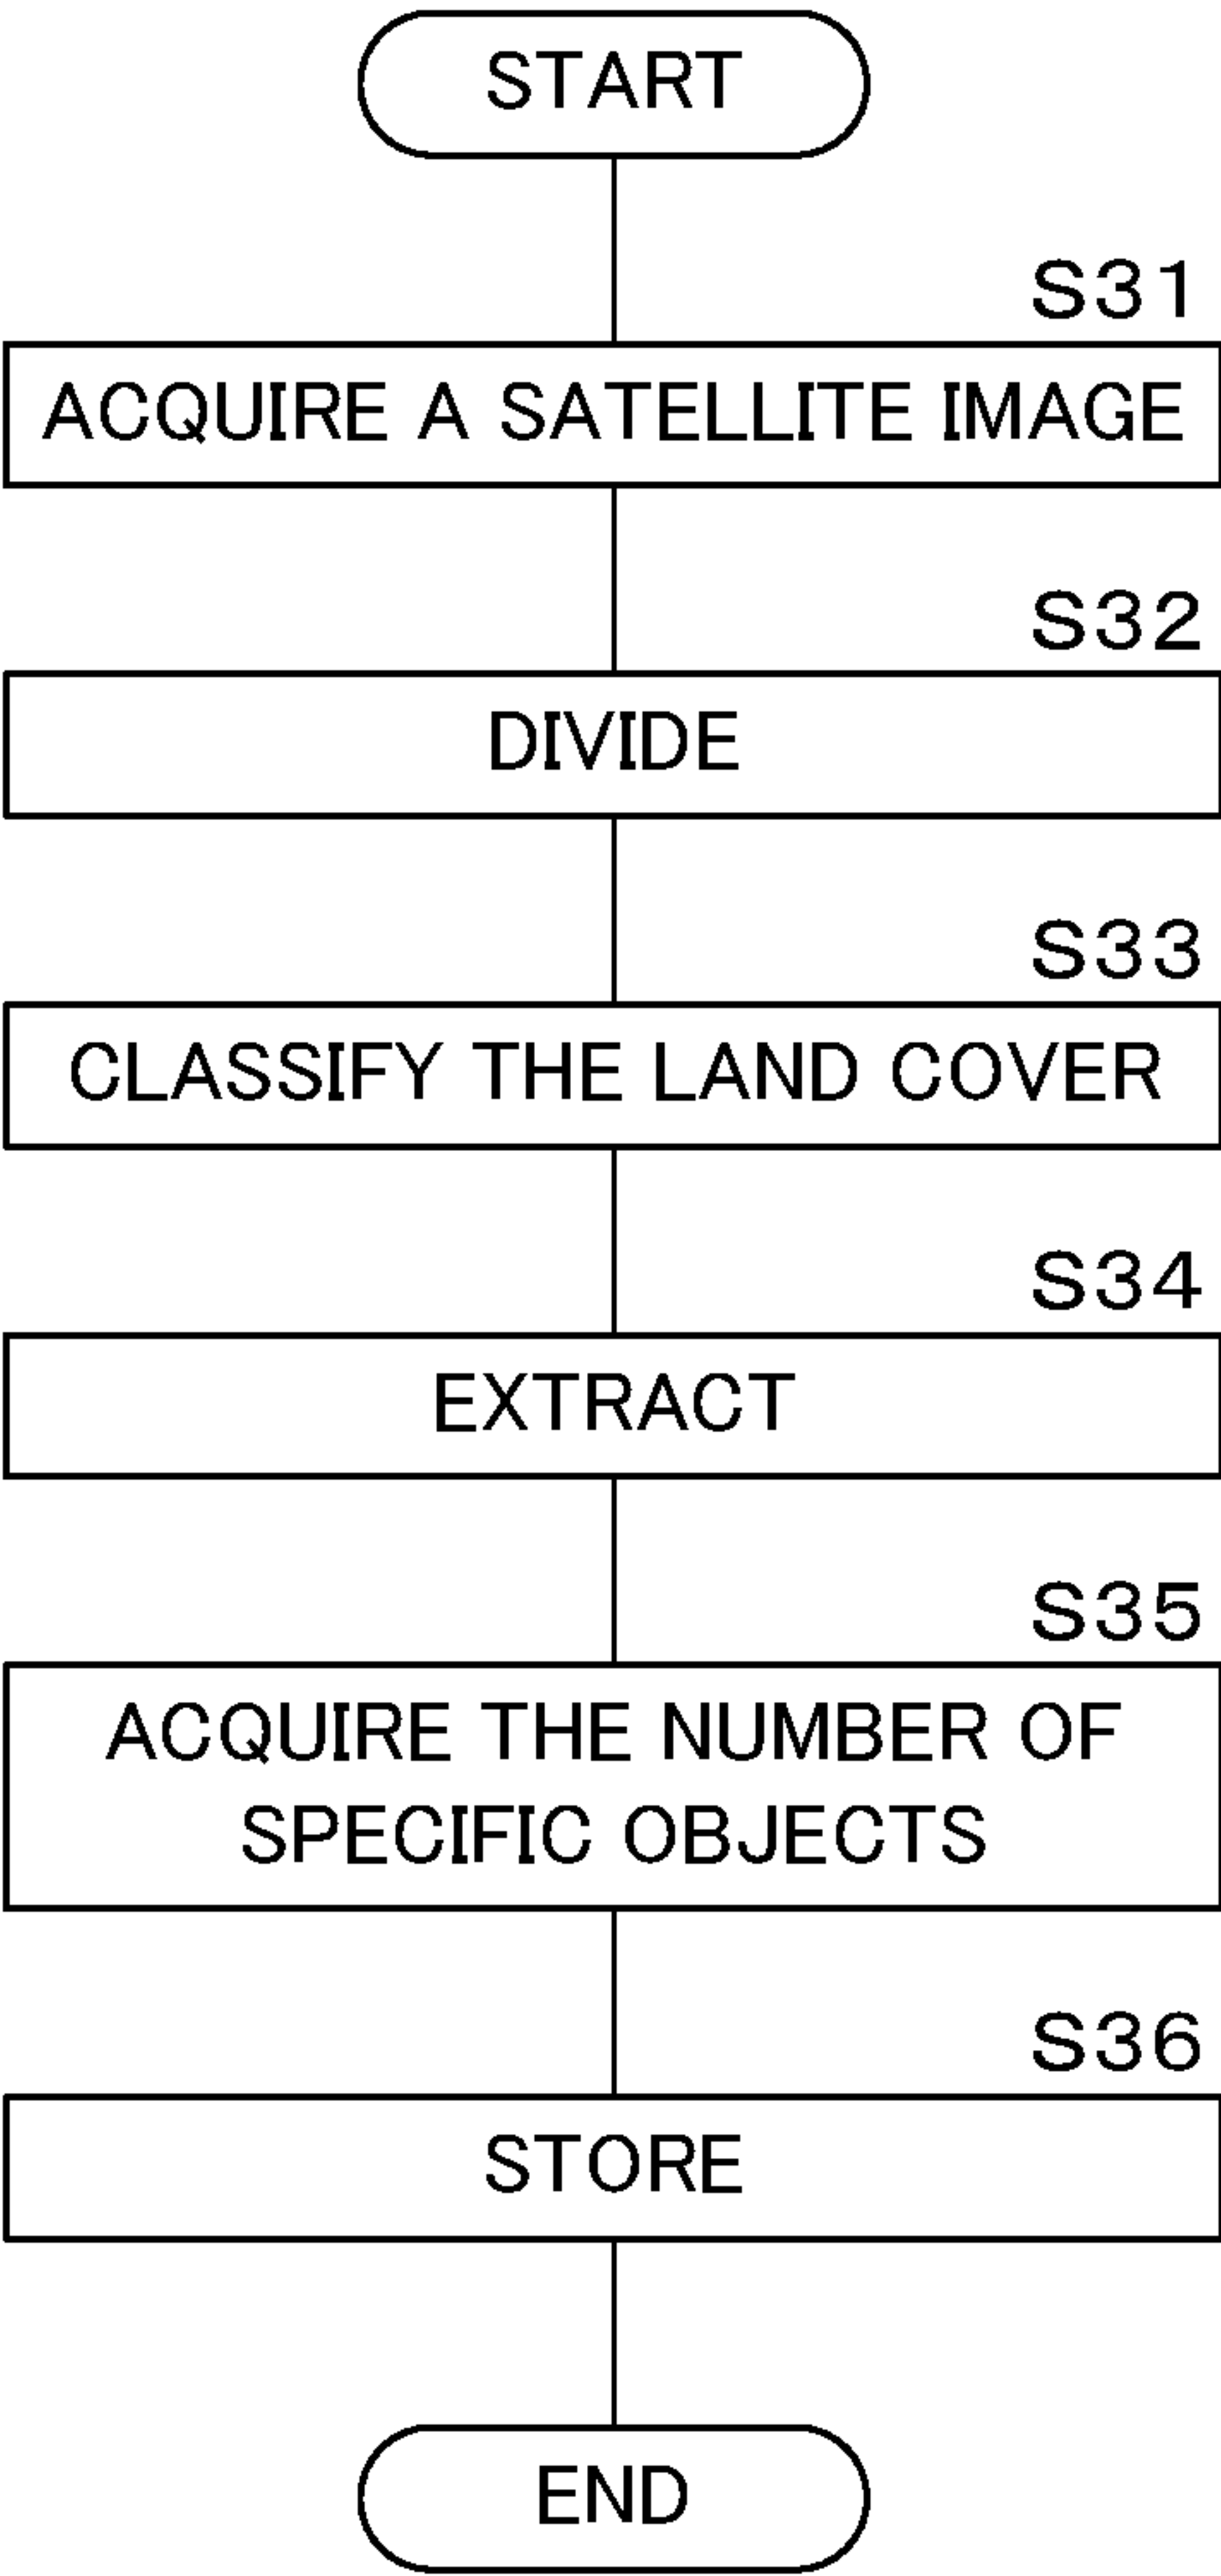 START
S31
ACQUIRE A SATELLITE IMAGE
S32
DIVIDE
S33
CLASSIFY THE LAND COVER
S34
EXTRACT
S35
ACQUIRE THE NUMBER OF
SPECIFIC OBJECTS
S36
STORE
END